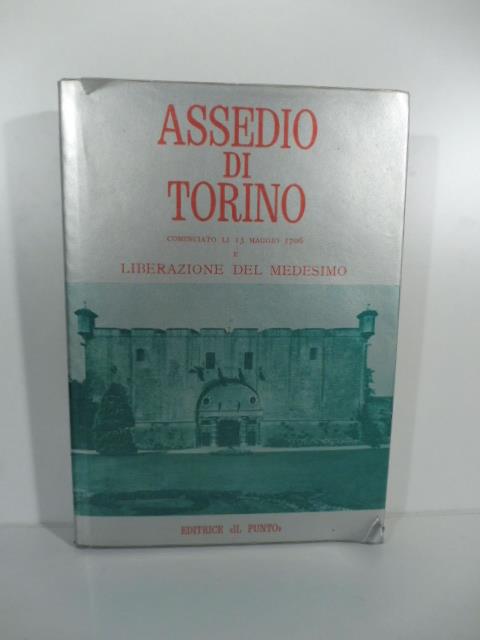 ASSEDIO
DI
TORINO
COMINCIATO LI 13 MAGGIO 1706
E
LIBERAZIONE DEL MEDESIMO
EDITRICE «IL PUNTO»